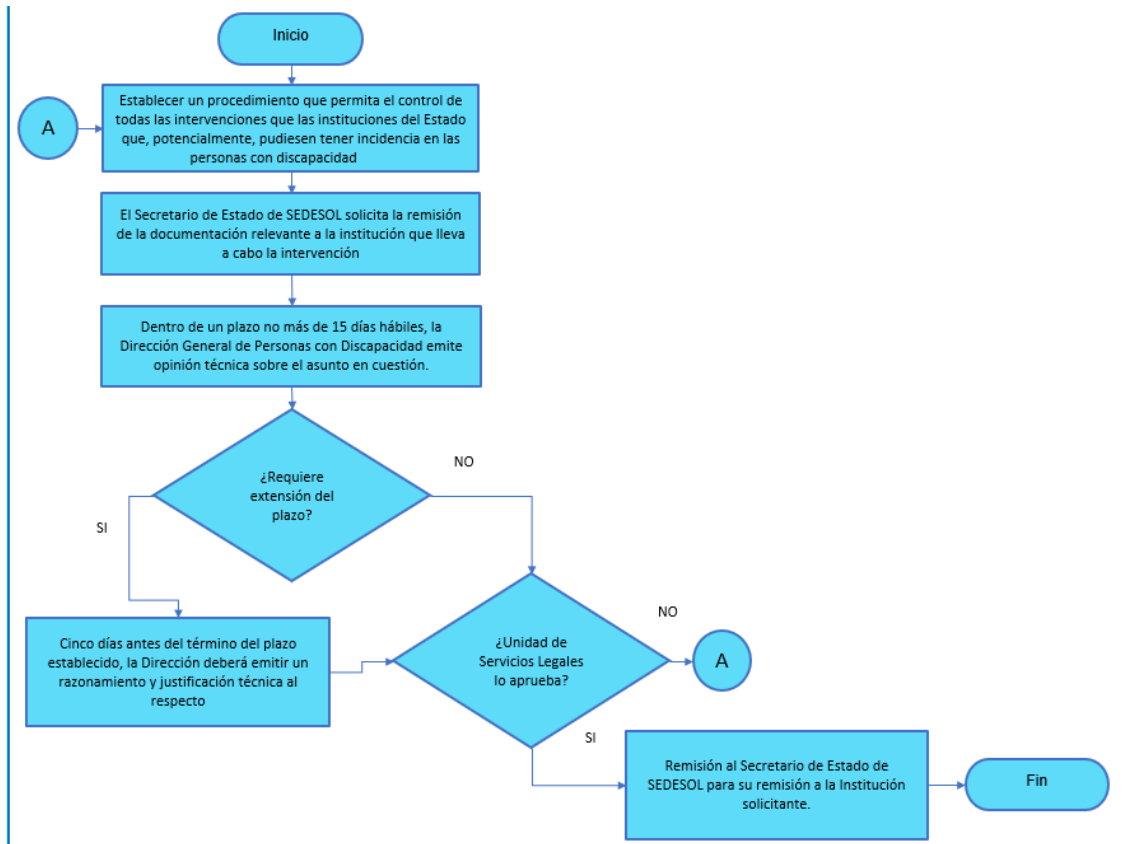 Inicio
A
Establecer un procedimiento que permita el control de
todas las intervenciones que las instituciones del Estado
que, potencialmente, pudiesen tener incidencia en las
personas con discapacidad
El Secretario de Estado de SEDESOL solicita la remisión
de la documentación relevante a la institución que lleva
a cabo la intervención
Dentro de un plazo no más de 15 días hábiles, la
Dirección General de Personas con Discapacidad emite
opinión técnica sobre el asunto en cuestión.
¿Requiere
extensión del
plazo?
NO
SI
Cinco días antes del término del plazo
establecido, la Dirección deberá emitir un
razonamiento y justificación técnica al
respecto
¿Unidad de
Servicios Legales
lo aprueba?
NO
A
SI
Remisión al Secretario de Estado de
SEDESOL para su remisión a la Institución
solicitante.
Fin